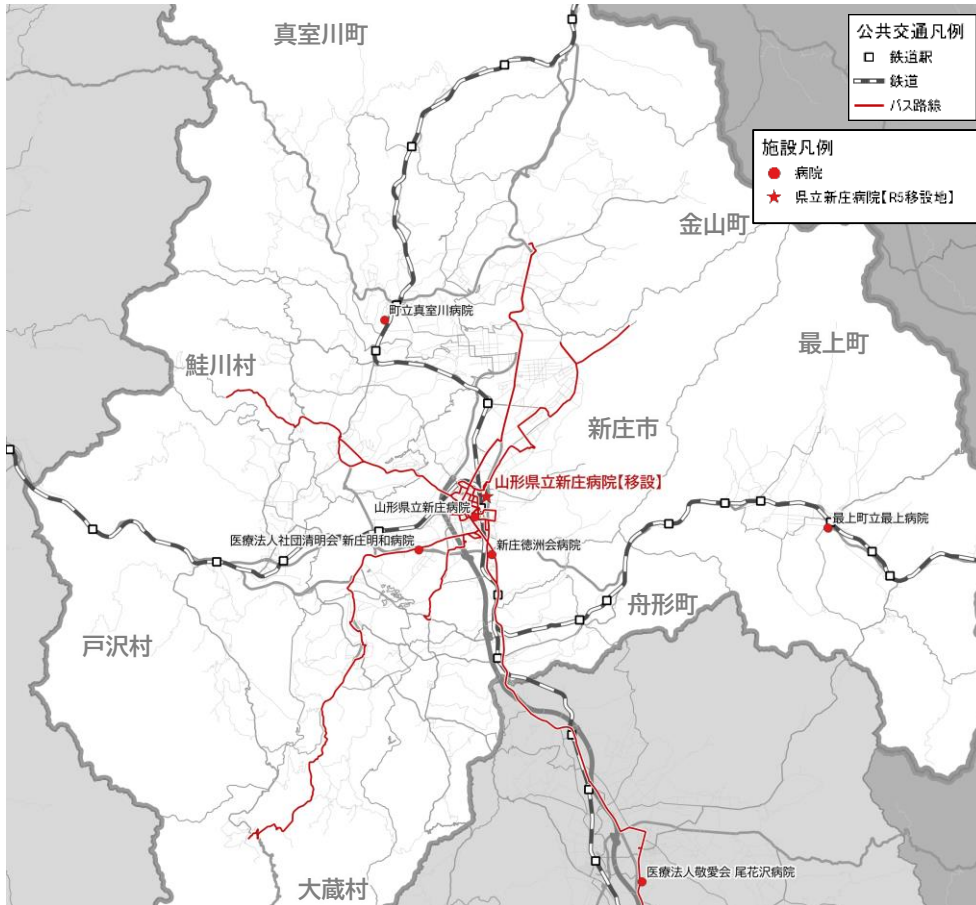 真室川町
公共交通凡例
鉄道駅
鉄道
バス路線
施設凡例
病院
県立新庄病院【R5移設地】
金山町
町立真室川病院
最上町
鮭川村
新庄市
山形県立新庄病院【移設】
山形県立新庄病院
最上町立最上病院
医療法人社団清明会 新庄明和病院
新庄徳洲会病院
舟形町
戸沢村
医療法人敬愛会 尾花沢病院
大蔵村